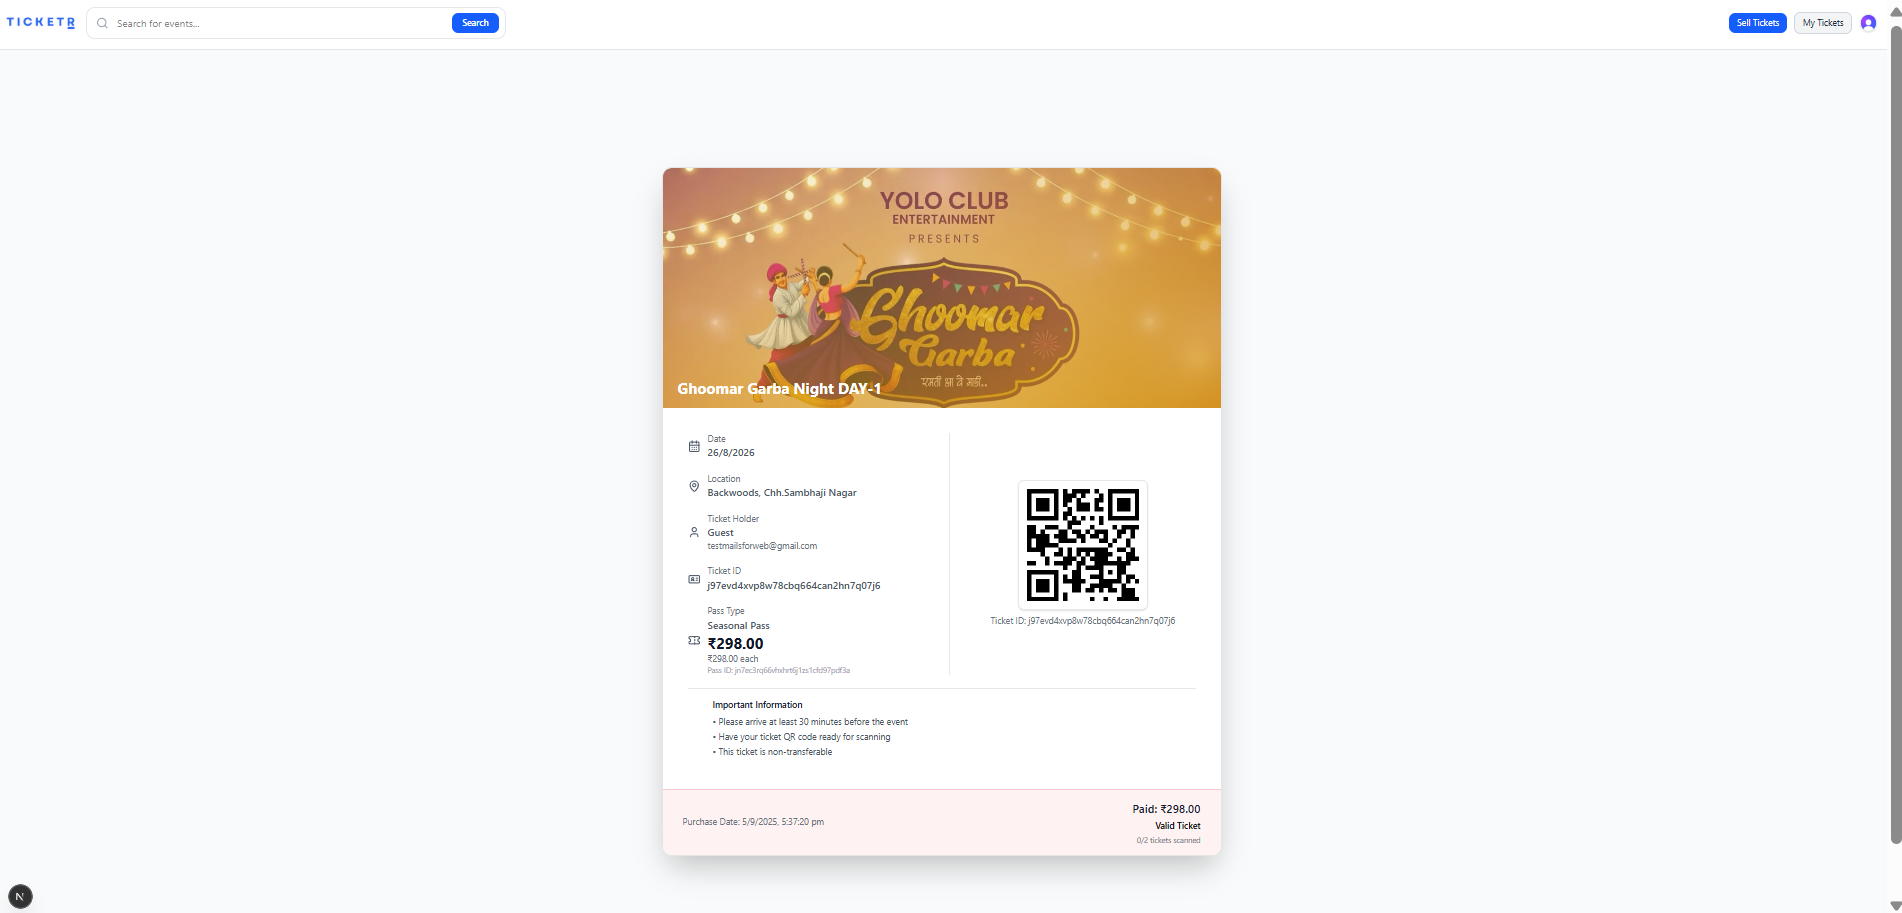 TICKETR
Search for events...
Search
Sell Tickets
My Tickets
YOLO CLUB
ENTERTAINMENT
PRESENTS
Ghoomar
Garba
Ghoomar Garba Night DAY-1
Date
26/8/2026
Location
Backwoods, Chh.Sambhaji Nagar
Ticket Holder
Guest
testmailsforweb@gmail.com
Ticket ID
j97evd4xvp8w78cbq664can2hn7q07j6
Pass Type
Seasonal Pass
₹298.00
₹298.00 each
Pass ID: jn7ec3rq66vhxhrt6j1zs1cfd97pdf3a
Ticket ID: j97evd4xvp8w78cbq664can2hn7q07j6
Important Information
• Please arrive at least 30 minutes before the event
• Have your ticket QR code ready for scanning
• This ticket is non-transferable
Purchase Date: 5/9/2025, 5:37:20 pm
Paid: ₹298.00
Valid Ticket
0/2 tickets scanned
N